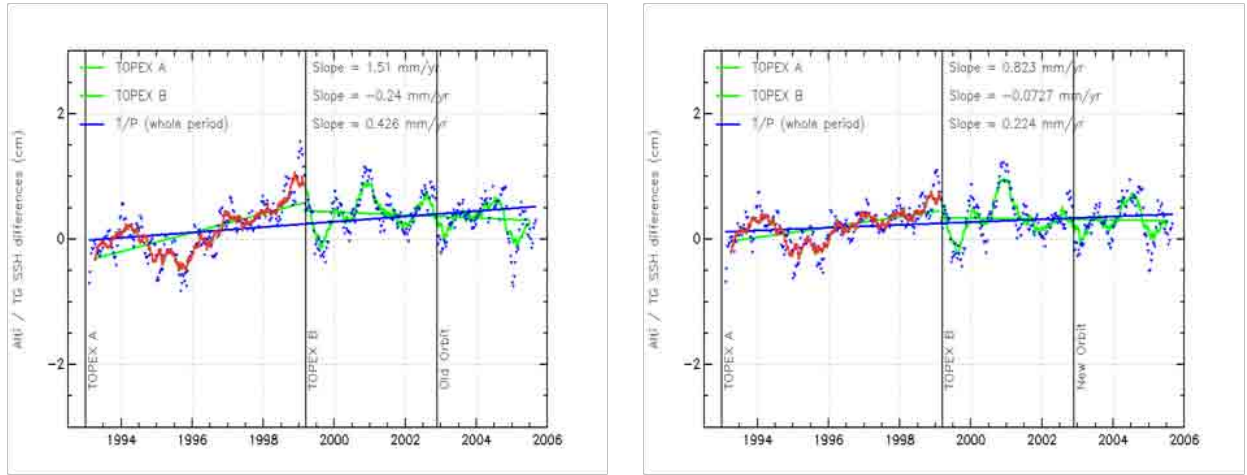 TOPEX A Slope = 1.51 mm/yr
TOPEX B Slope = -0.24 mm/yr
T/P (whole period) Slope = 0.426 mm/yr
Alti / TG SSH differences (cm)
2
0
-2
TOPEX A
TOPEX B
Old Orbit
1994 1996 1998 2000 2002 2004 2006
TOPEX A Slope = 0.823 mm/yr
TOPEX B Slope = -0.0727 mm/yr
T/P (whole period) Slope = 0.224 mm/yr
Alti / TG SSH differences (cm)
2
0
-2
TOPEX A
TOPEX B
New Orbit
1994 1996 1998 2000 2002 2004 2006